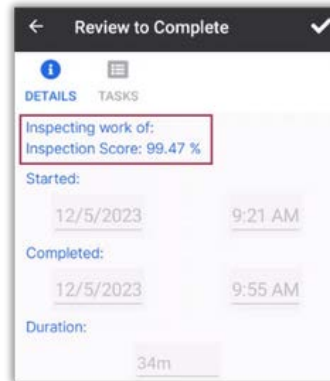 Review to Complete
DETAILS TASKS
Inspecting work of:
Inspection Score: 99.47 %
Started:
12/5/2023 9:21 AM
Completed:
12/5/2023 9:55 AM
Duration:
34m